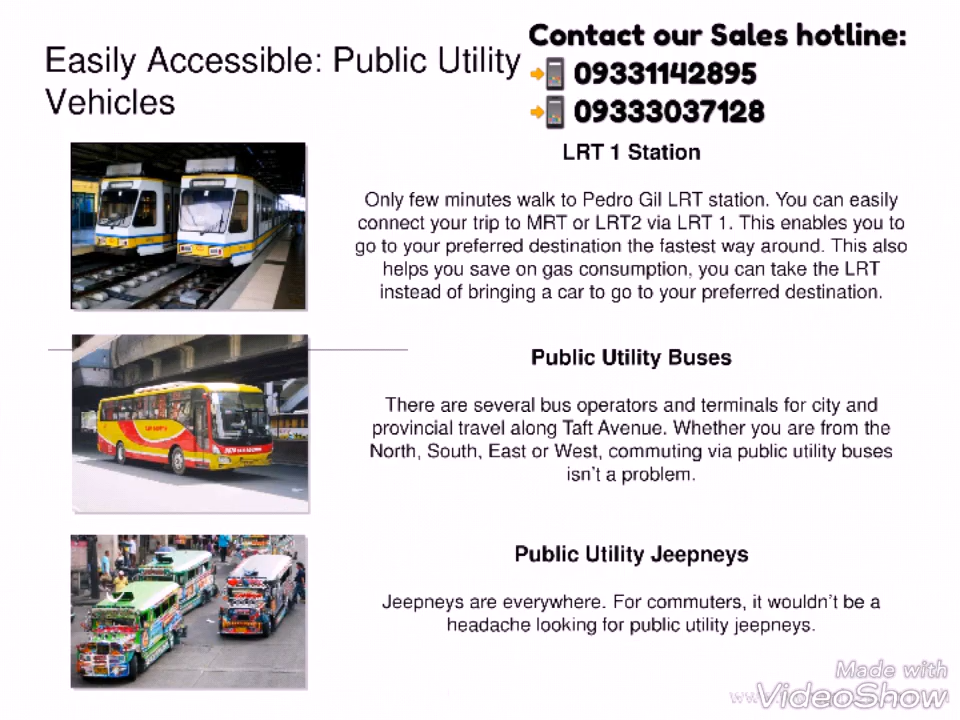 Easily Accessible: Public Utility
Vehicles
Contact our Sales hotline:
09331142895
09333037128
LRT 1 Station
Only few minutes walk to Pedro Gil LRT station. You can easily
connect your trip to MRT or LRT2 via LRT 1. This enables you to
go to your preferred destination the fastest way around. This also
helps you save on gas consumption, you can take the LRT
instead of bringing a car to go to your preferred destination.
Public Utility Buses
There are several bus operators and terminals for city and
provincial travel along Taft Avenue. Whether you are from the
North, South, East or West, commuting via public utility buses
isn't a problem.
Public Utility Jeepneys
Jeepneys are everywhere. For commuters, it wouldn't be a
headache looking for public utility jeepneys.
Made with
VideoShow